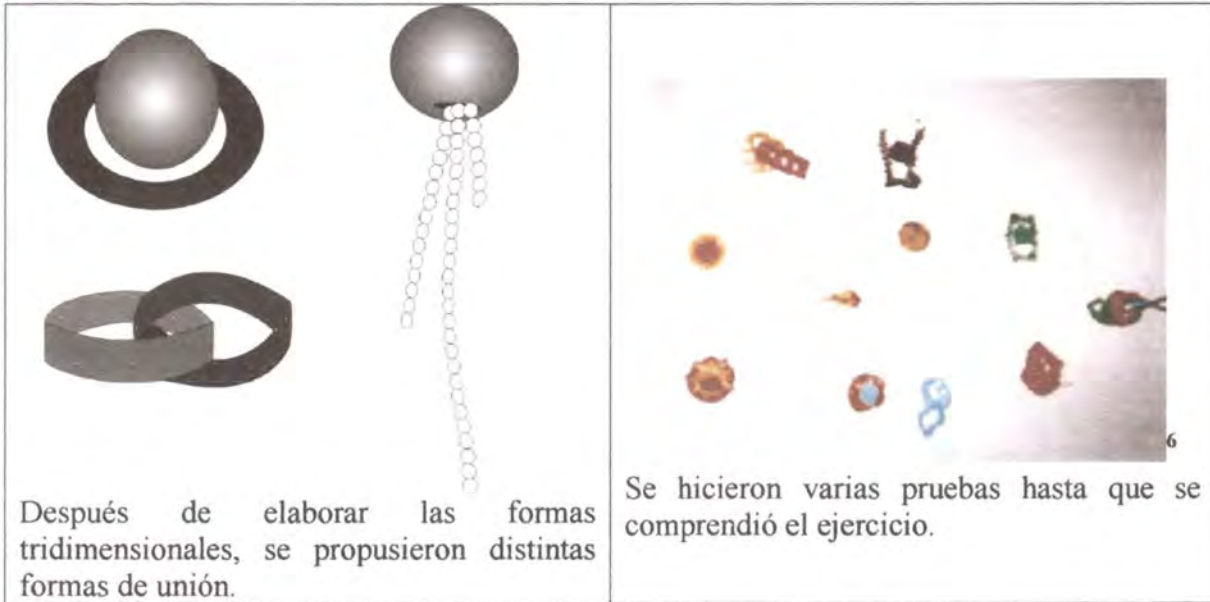 Después de elaborar las formas
tridimensionales, se propusieron distintas
formas de unión.
6
Se hicieron varias pruebas hasta que se
comprendió el ejercicio.